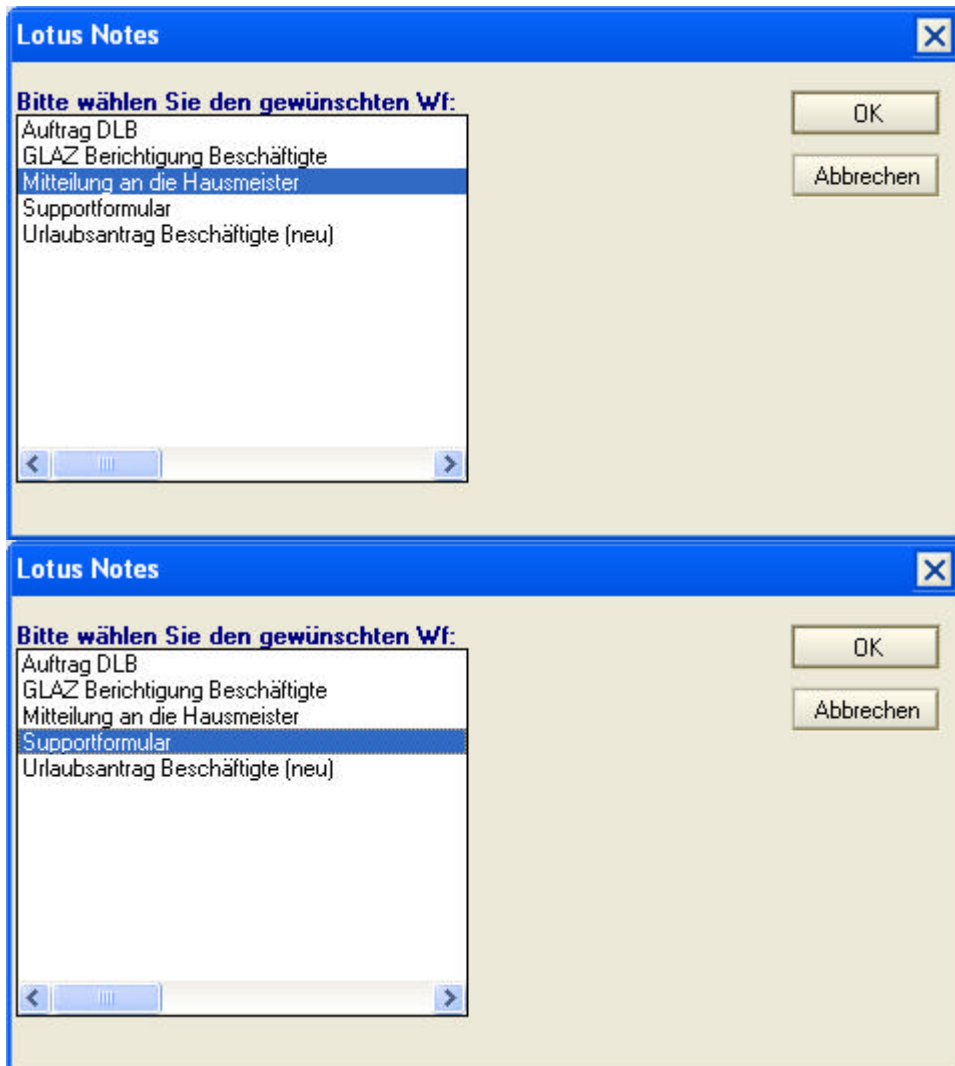 Lotus Notes
Bitte wählen Sie den gewünschten Wf:
Auftrag DLB
GLAZ Berichtigung Beschäftigte
Mitteilung an die Hausmeister
Supportformular
Urlaubsantrag Beschäftigte (neu)
OK
Abbrechen
Lotus Notes
Bitte wählen Sie den gewünschten Wf:
Auftrag DLB
GLAZ Berichtigung Beschäftigte
Mitteilung an die Hausmeister
Supportformular
Urlaubsantrag Beschäftigte (neu)
OK
Abbrechen